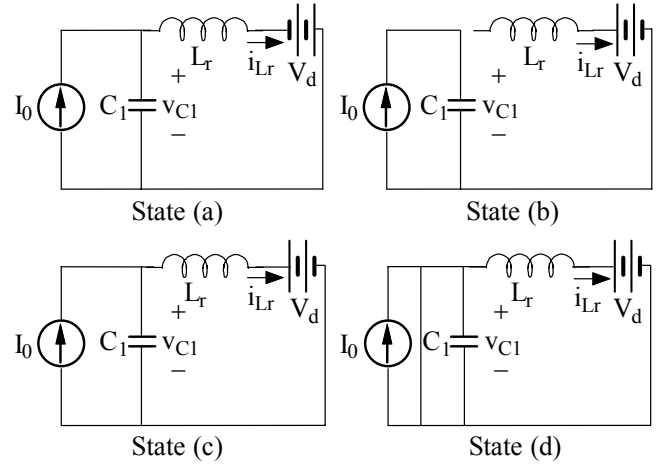 L_r
i_Lr
V_d
I_0
C_1
+
v_C1
−
State (a)
L_r
i_Lr
V_d
I_0
C_1
+
v_C1
−
State (b)
L_r
i_Lr
V_d
I_0
C_1
+
v_C1
−
State (c)
L_r
i_Lr
V_d
I_0
C_1
+
v_C1
−
State (d)